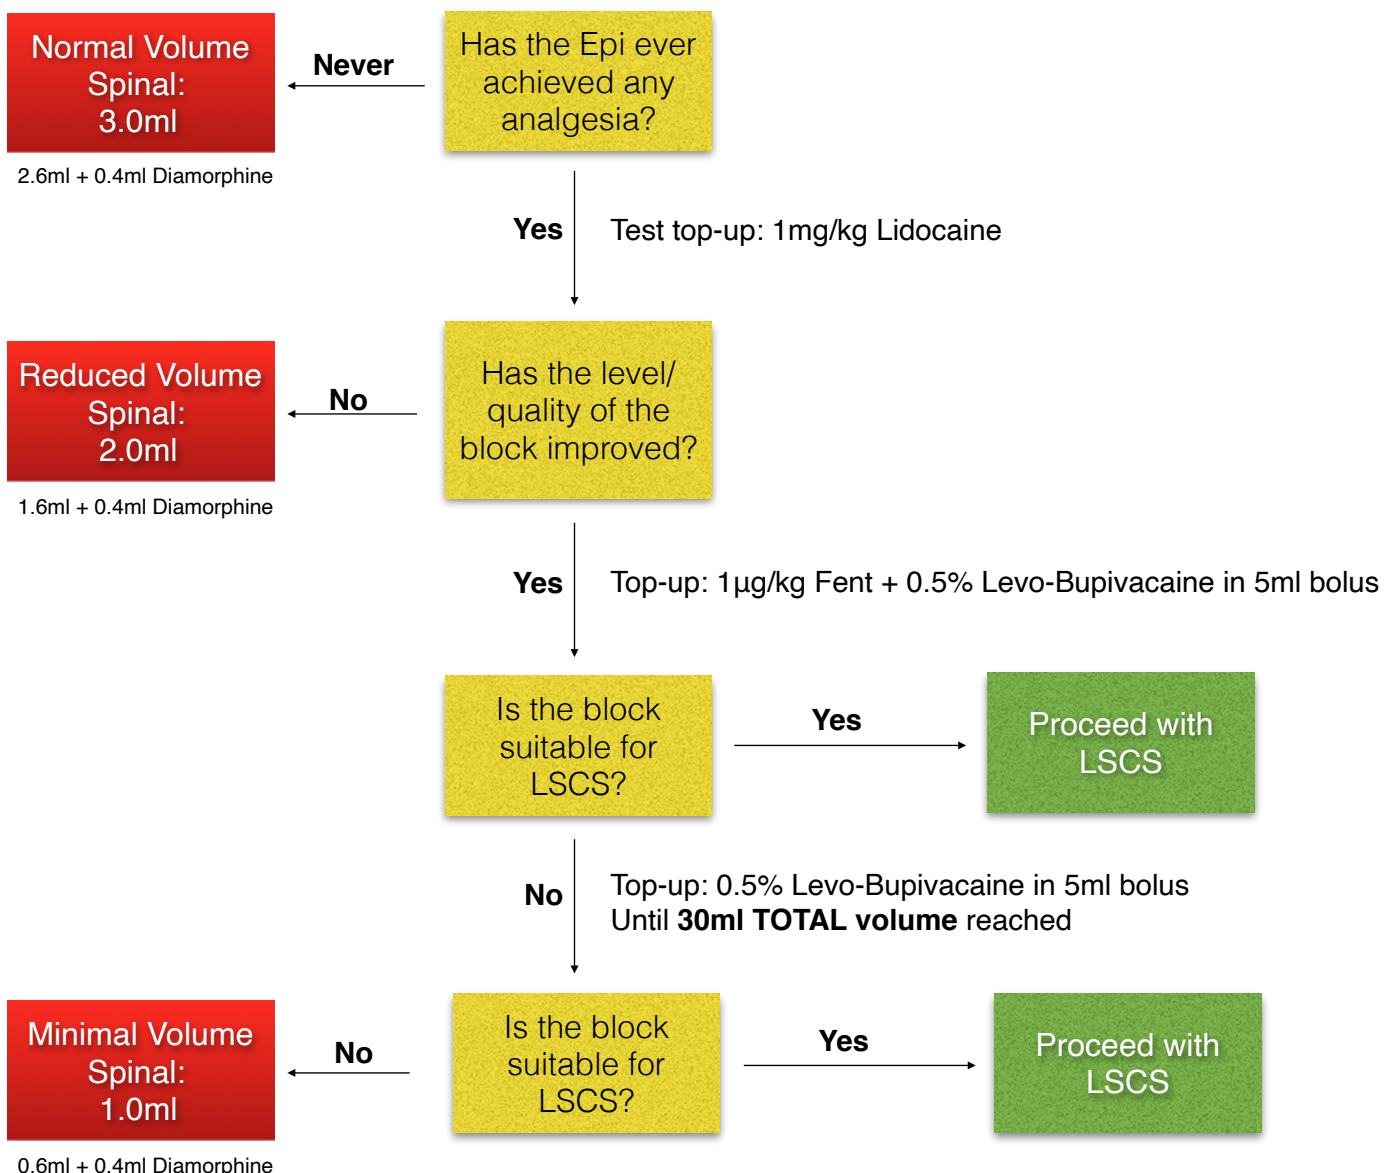 Normal Volume
Spinal:
3.0ml
2.6ml + 0.4ml Diamorphine
Never
Has the Epi ever
achieved any
analgesia?
Yes
Test top-up: 1mg/kg Lidocaine
Reduced Volume
Spinal:
2.0ml
1.6ml + 0.4ml Diamorphine
No
Has the level/
quality of the
block improved?
Yes
Top-up: 1µg/kg Fent + 0.5% Levo-Bupivacaine in 5ml bolus
Is the block
suitable for
LSCS?
Yes
Proceed with
LSCS
No
Top-up: 0.5% Levo-Bupivacaine in 5ml bolus
Until 30ml TOTAL volume reached
Minimal Volume
Spinal:
1.0ml
0.6ml + 0.4ml Diamorphine
No
Is the block
suitable for
LSCS?
Yes
Proceed with
LSCS